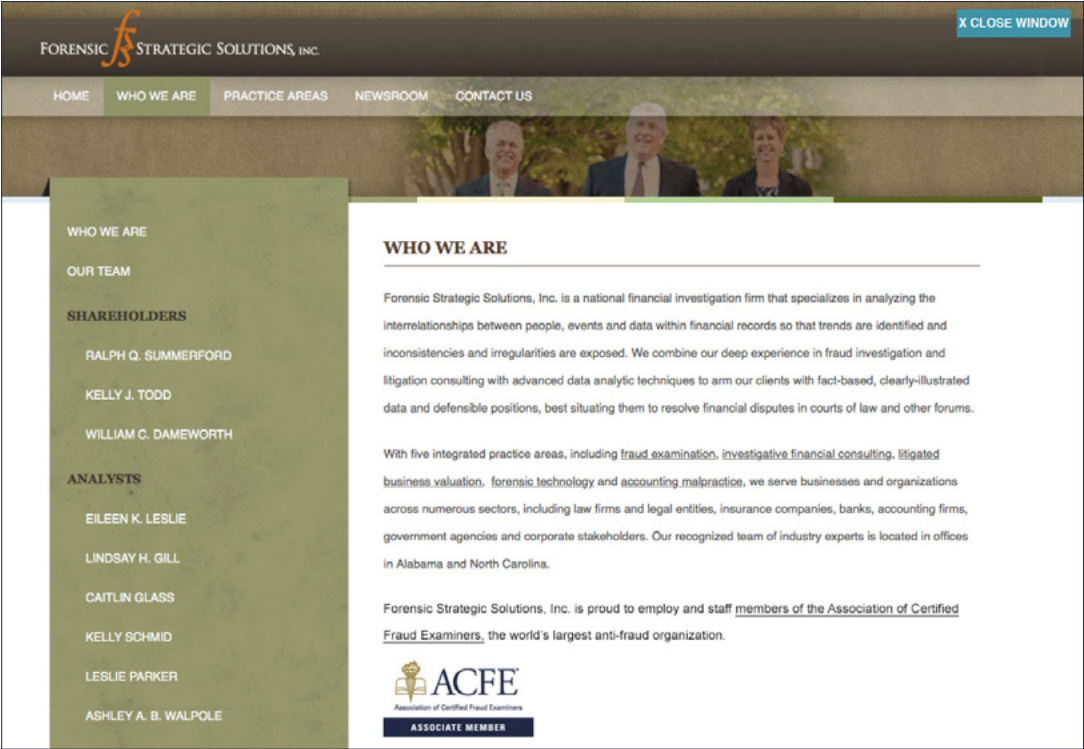 X CLOSE WINDOW
FORENSIC fSS STRATEGIC SOLUTIONS, INC.
HOME WHO WE ARE PRACTICE AREAS NEWSROOM CONTACT US
WHO WE ARE
OUR TEAM
SHAREHOLDERS
RALPH Q. SUMMERFORD
KELLY J. TODD
WILLIAM C. DAMEWORTH
ANALYSTS
EILEEN K. LESLIE
LINDSAY H. GILL
CAITLIN GLASS
KELLY SCHMID
LESLIE PARKER
ASHLEY A. B. WALPOLE
WHO WE ARE
Forensic Strategic Solutions, Inc. is a national financial investigation firm that specializes in analyzing the
interrelationships between people, events and data within financial records so that trends are identified and
inconsistencies and irregularities are exposed. We combine our deep experience in fraud investigation and
litigation consulting with advanced data analytic techniques to arm our clients with fact-based, clearly-illustrated
data and defensible positions, best situating them to resolve financial disputes in courts of law and other forums.
With five integrated practice areas, including fraud examination, investigative financial consulting, litigated
business valuation, forensic technology and accounting malpractice, we serve businesses and organizations
across numerous sectors, including law firms and legal entities, insurance companies, banks, accounting firms,
government agencies and corporate stakeholders. Our recognized team of industry experts is located in offices
in Alabama and North Carolina.
Forensic Strategic Solutions, Inc. is proud to employ and staff members of the Association of Certified
Fraud Examiners, the world's largest anti-fraud organization.
ACFE
Association of Certified Fraud Examiners
ASSOCIATE MEMBER